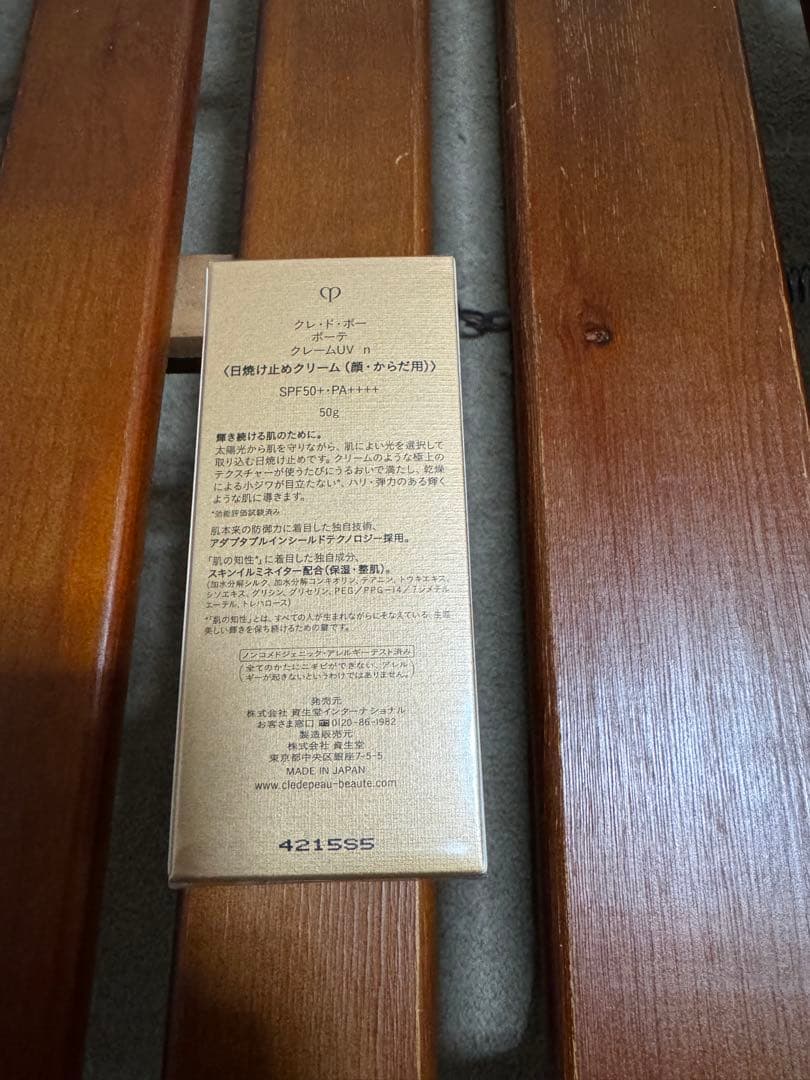 クレ・ド・ポー
ボーテ
クレームUV n
〈日焼け止めクリーム（顔・からだ用）〉
SPF50+・PA++++
50g
輝き続ける肌のために。
太陽光から肌を守りながら、肌によい光を選択して
取り込む日焼け止めです。クリームのような極上の
テクスチャーが使うたびにうるおいで満たし、乾燥
による小ジワが目立たない*、ハリ・弾力のある輝く
ような肌に導きます。
*効能評価試験済み
肌本来の防御力に着目した独自技術、
アダプタブルインシールドテクノロジー採用。
「肌の知性*」に着目した独自成分、
スキンイルミネイター配合（保湿・整肌）。
（加水分解シルク、加水分解コンキオリン、テアニン、トウキエキス、
シソエキス、グリシン、グリセリン、PEG／PPG－14／7ジメチル
エーテル、トレハロース）
*「肌の知性」とは、すべての人が生まれながらにそなえている、生涯
美しい輝きを保ち続けるための鍵です。
ノンコメドジェニック・アレルギーテスト済み
（全てのかたにニキビができない、アレル
ギーが起きないというわけではありません。）
発売元
株式会社 資生堂インターナショナル
お客さま窓口 0120-86-1982
製造販売元
株式会社 資生堂
東京都中央区銀座7-5-5
MADE IN JAPAN
www.cledepeau-beaute.com
4215S5